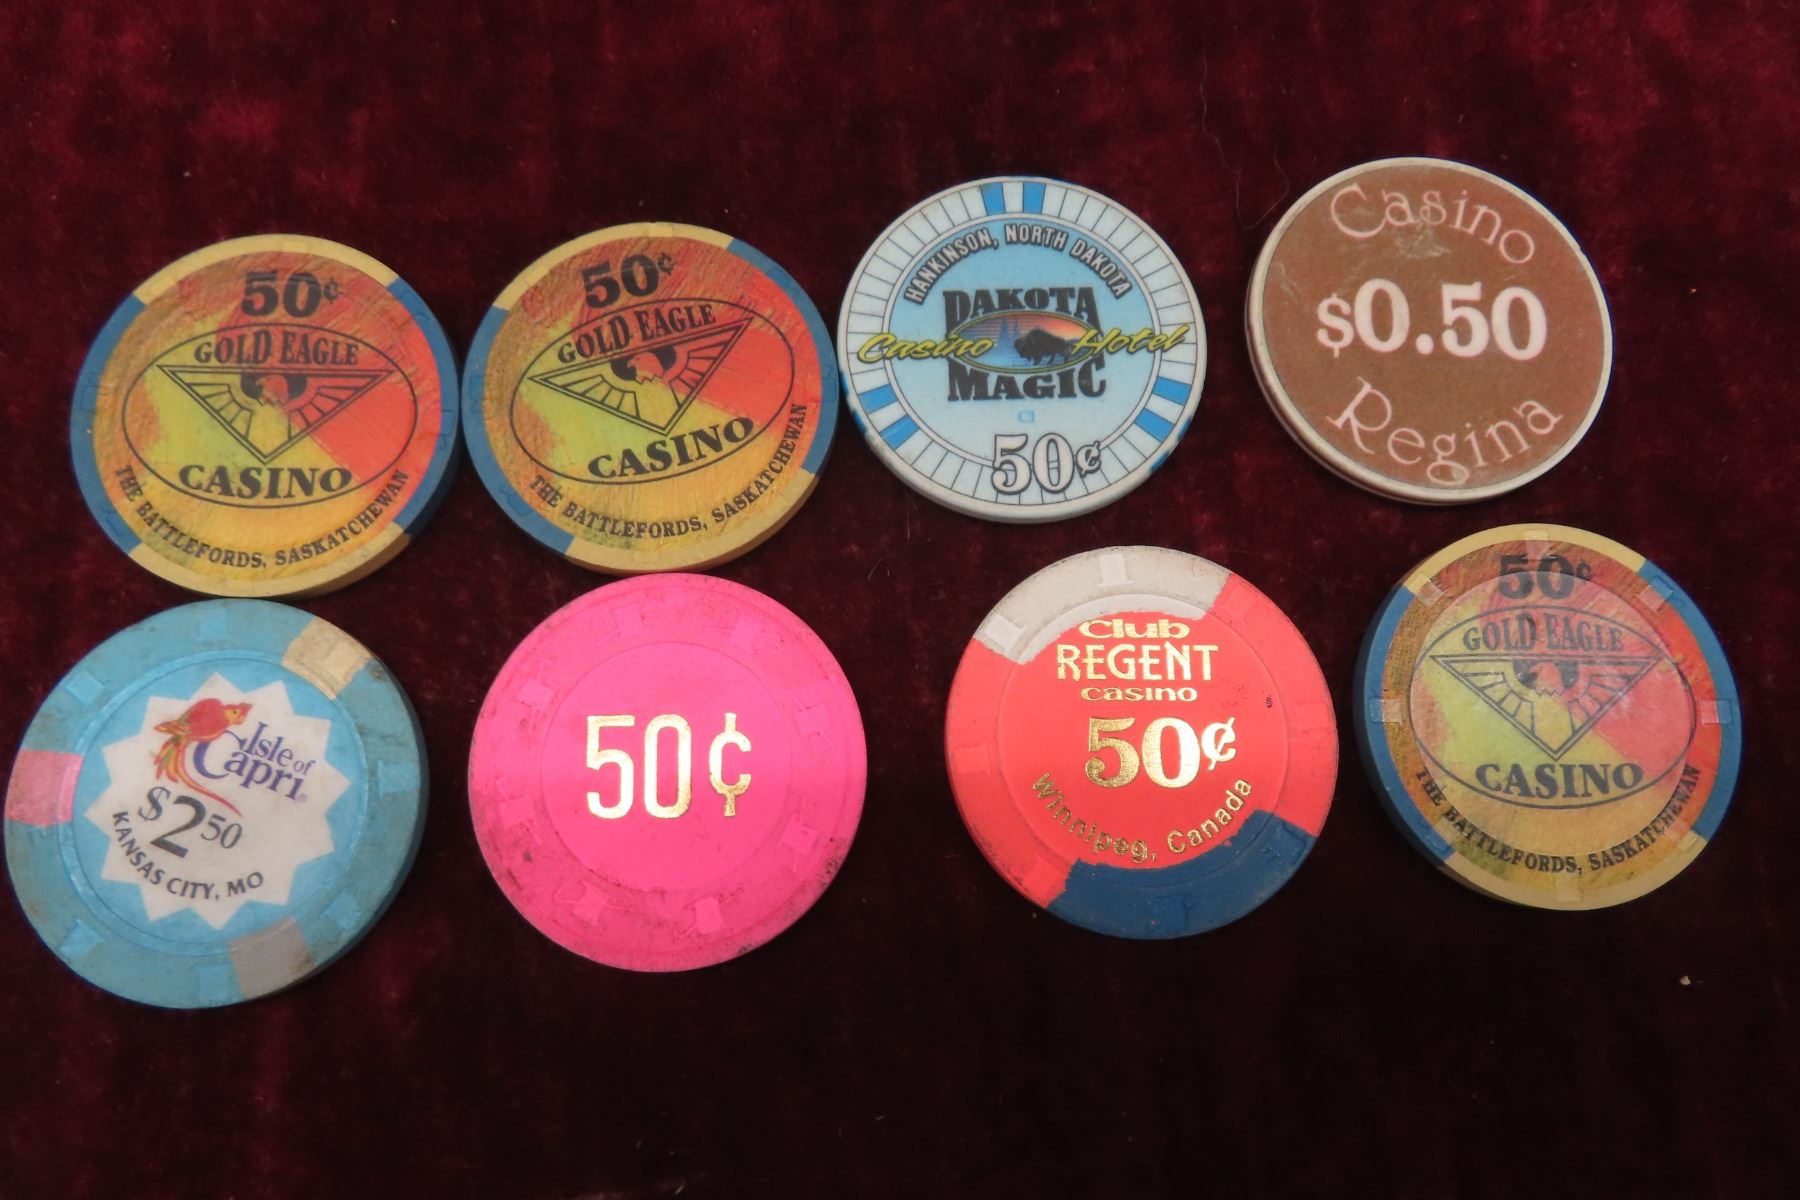 50¢
GOLD EAGLE
CASINO
THE BATTLEFORDS, SASKATCHEWAN
50¢
GOLD EAGLE
CASINO
THE BATTLEFORDS, SASKATCHEWAN
HANKINSON, NORTH DAKOTA
DAKOTA
Casino Hotel
MAGIC
CI
50¢
Casino
$0.50
Regina
Isle of
Capri
$2.50
KANSAS CITY, MO
50¢
Club
REGENT
casino
50¢
Winnipeg, Canada
50¢
GOLD EAGLE
CASINO
THE BATTLEFORDS, SASKATCHEWAN